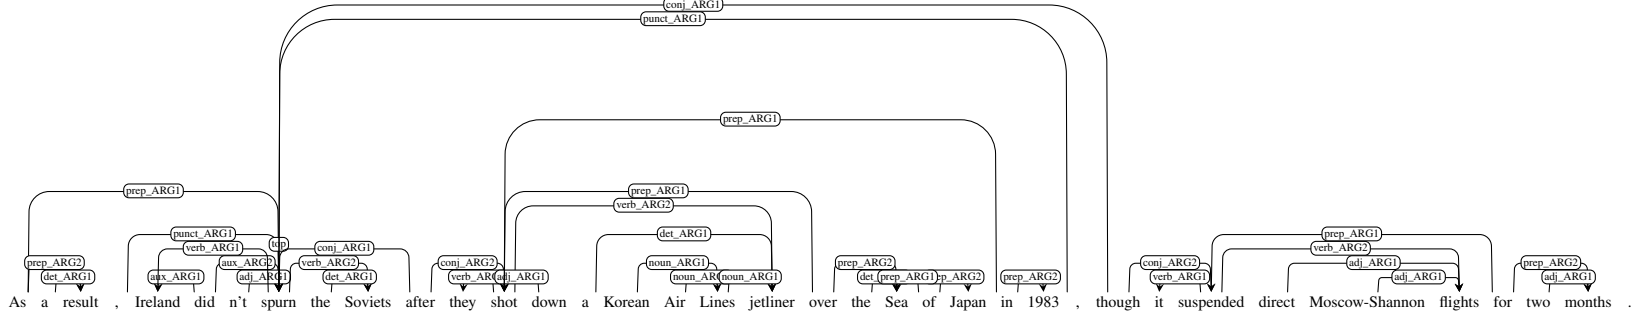 conj_ARG1
punct_ARG1
prep_ARG1
prep_ARG1 prep_ARG1
verb_ARG2
punct_ARG1 det_ARG1 prep_ARG1
verb_ARG1 top conj_ARG1 verb_ARG2
prep_ARG2 aux_ARG2 verb_ARG2 conj_ARG2 noun_ARG1 prep_ARG2 conj_ARG2 adj_ARG1 prep_ARG2
det_ARG1 aux_ARG1 adj_ARG1 det_ARG1 adj_ARG1 noun_ARG1 prep_ARG1 prep_ARG2 verb_ARG1 adj_ARG1 adj_ARG1
As a result , Ireland did n't spurn the Soviets after they shot down a Korean Air Lines jetliner over the Sea of Japan in 1983 , though it suspended direct Moscow-Shannon flights for two months .